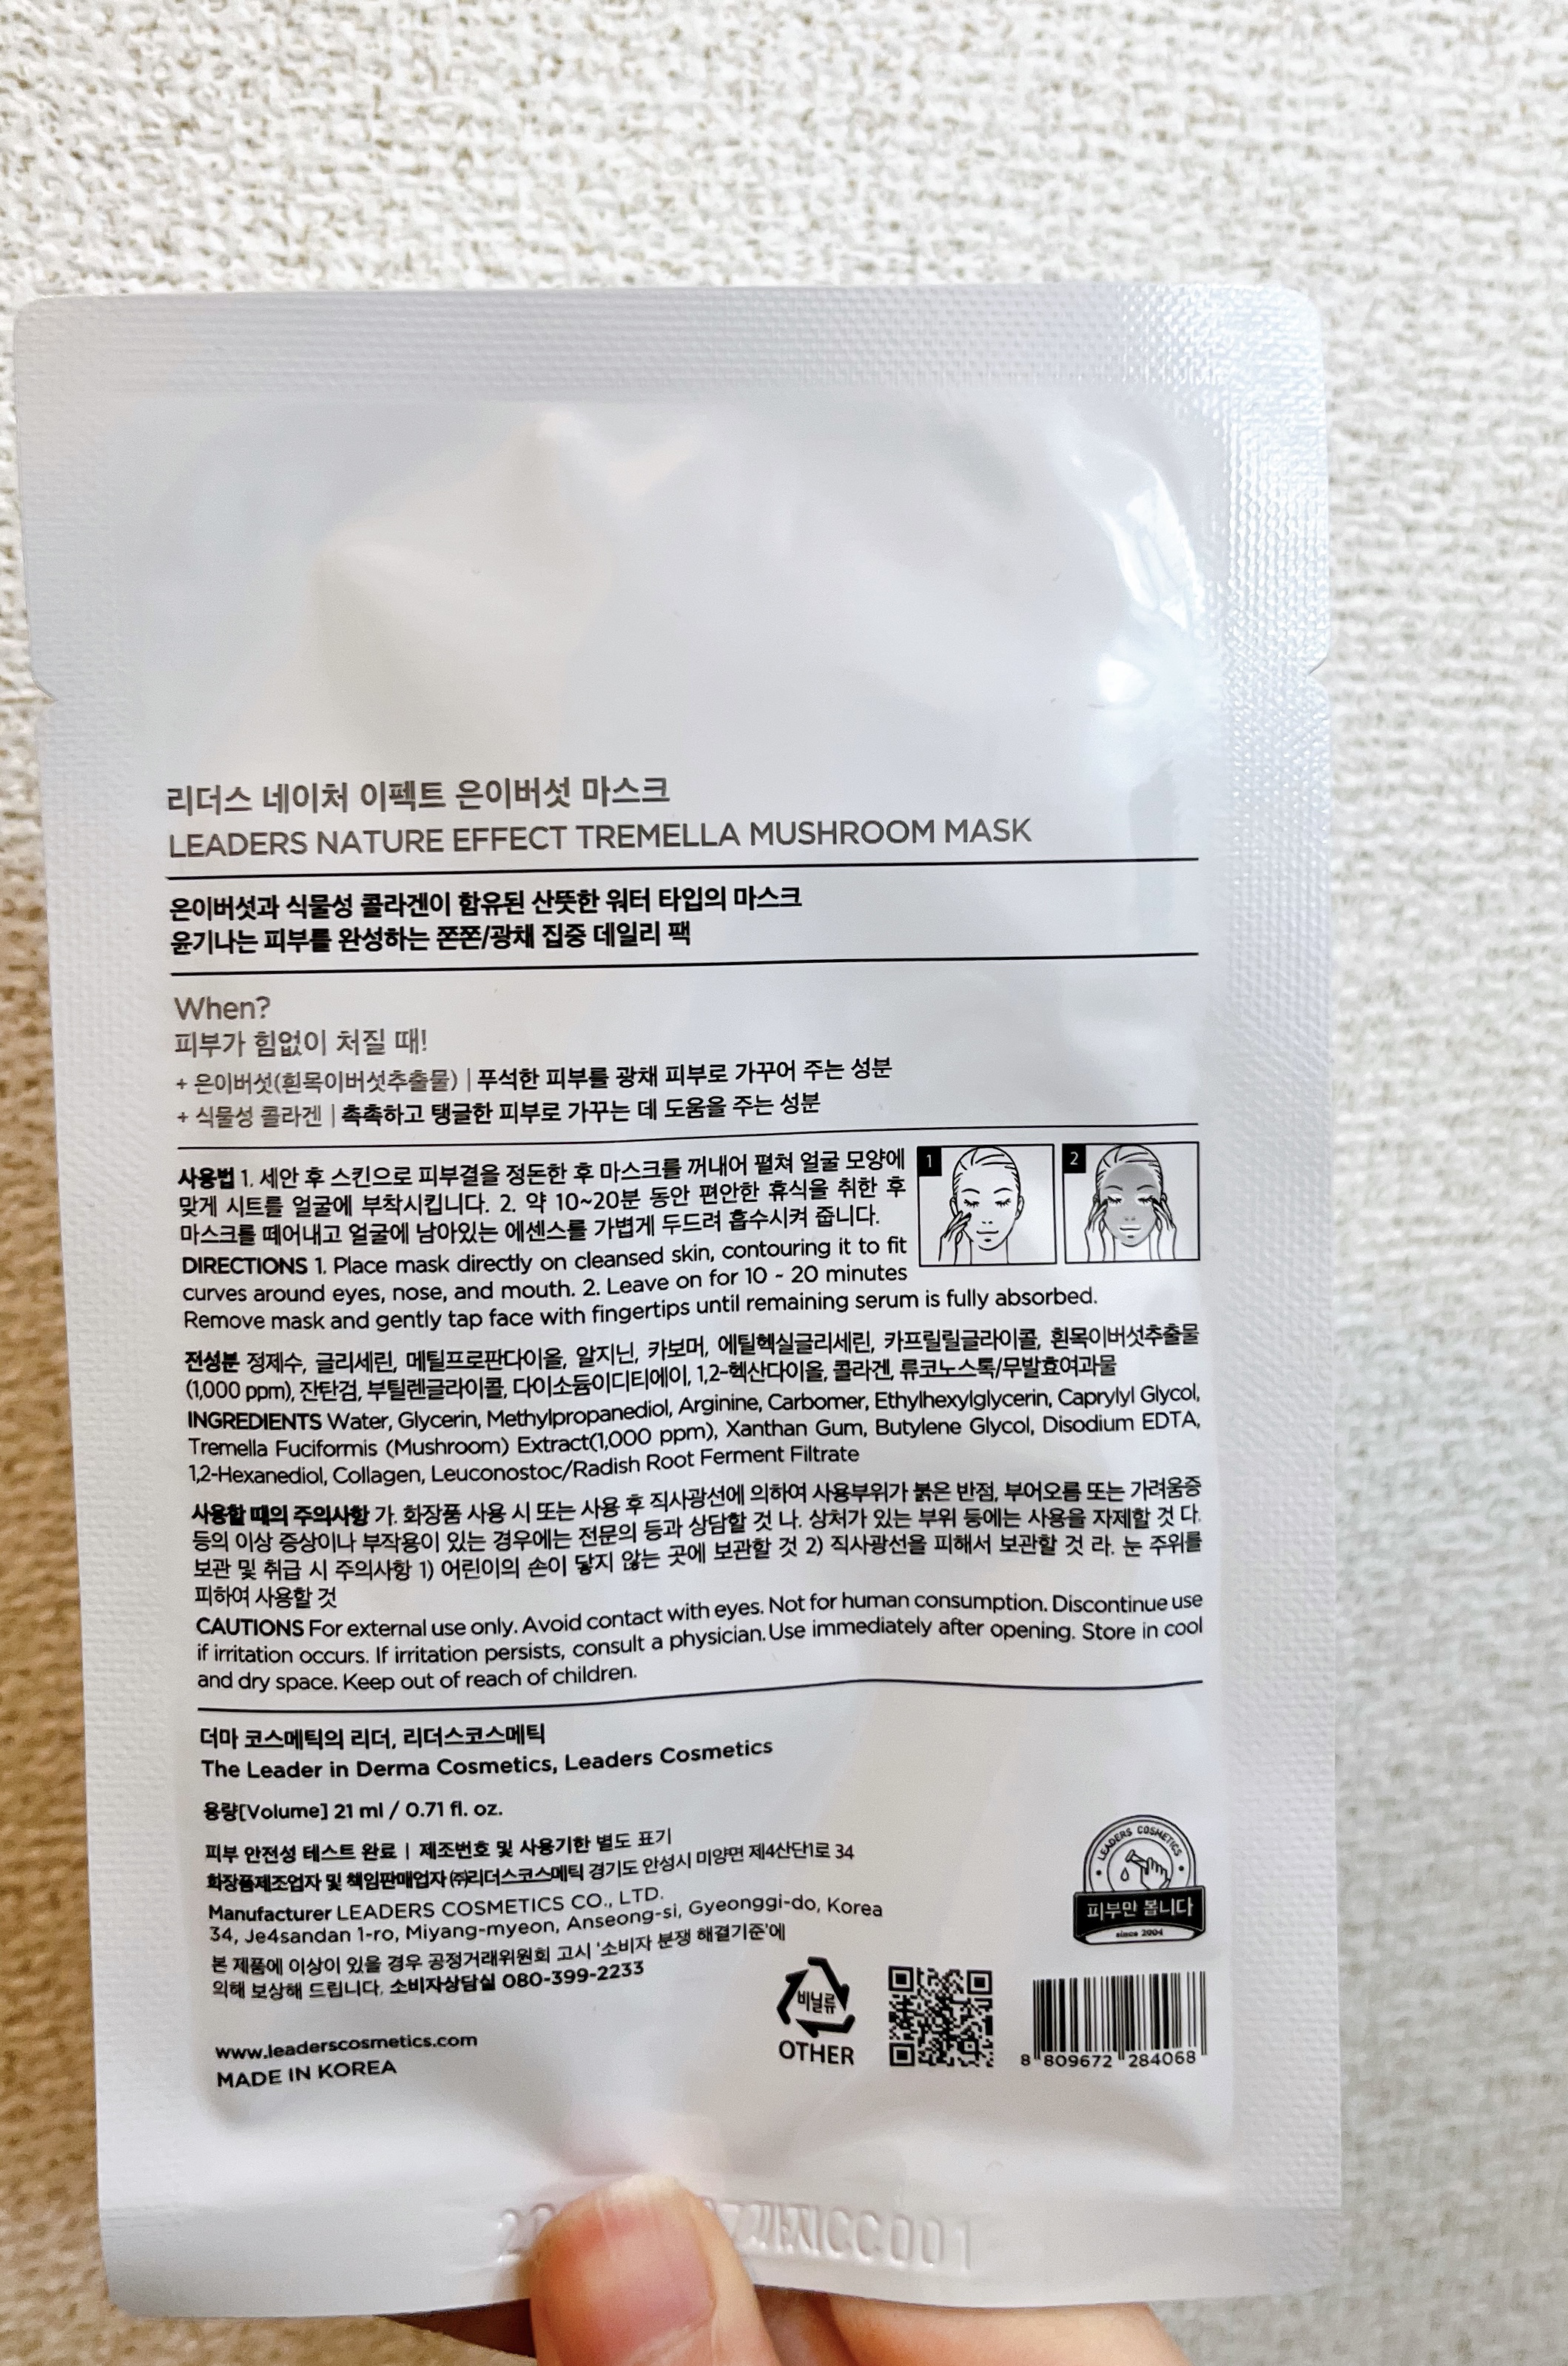 리더스 네이처 이펙트 은이버섯 마스크
LEADERS NATURE EFFECT TREMELLA MUSHROOM MASK
은이버섯과 식물성 콜라겐이 함유된 산뜻한 워터 타입의 마스크
윤기나는 피부를 완성하는 쫀쫀/광채 집중 데일리 팩
When?
피부가 힘없이 처질 때!
+ 은이버섯(흰목이버섯추출물) | 푸석한 피부를 광채 피부로 가꾸어 주는 성분
+ 식물성 콜라겐 | 촉촉하고 탱글한 피부로 가꾸는 데 도움을 주는 성분
사용법 1. 세안 후 스킨으로 피부결을 정돈한 후 마스크를 꺼내어 펼쳐 얼굴 모양에
맞게 시트를 얼굴에 부착시킵니다. 2. 약 10~20분 동안 편안한 휴식을 취한 후
마스크를 떼어내고 얼굴에 남아있는 에센스를 가볍게 두드려 흡수시켜 줍니다.
1
2
DIRECTIONS 1. Place mask directly on cleansed skin, contouring it to fit
curves around eyes, nose, and mouth. 2. Leave on for 10 ~ 20 minutes
Remove mask and gently tap face with fingertips until remaining serum is fully absorbed.
전성분 정제수, 글리세린, 메틸프로판다이올, 알지닌, 카보머, 에틸헥실글리세린, 카프릴릴글라이콜, 흰목이버섯추출물
(1,000 ppm), 잔탄검, 부틸렌글라이콜, 다이소듐이디티에이, 1,2-헥산다이올, 콜라겐, 류코노스톡/무발효여과물
INGREDIENTS Water, Glycerin, Methylpropanediol, Arginine, Carbomer, Ethylhexylglycerin, Caprylyl Glycol,
Tremella Fuciformis (Mushroom) Extract(1,000 ppm), Xanthan Gum, Butylene Glycol, Disodium EDTA,
1,2-Hexanediol, Collagen, Leuconostoc/Radish Root Ferment Filtrate
사용할 때의 주의사항 가. 화장품 사용 시 또는 사용 후 직사광선에 의하여 사용부위가 붉은 반점, 부어오름 또는 가려움증
등의 이상 증상이나 부작용이 있는 경우에는 전문의 등과 상담할 것 나. 상처가 있는 부위 등에는 사용을 자제할 것 다.
보관 및 취급 시 주의사항 1) 어린이의 손이 닿지 않는 곳에 보관할 것 2) 직사광선을 피해서 보관할 것 라. 눈 주위를
피하여 사용할 것
CAUTIONS For external use only. Avoid contact with eyes. Not for human consumption. Discontinue use
if irritation occurs. If irritation persists, consult a physician. Use immediately after opening. Store in cool
and dry space. Keep out of reach of children.
더마 코스메틱의 리더, 리더스코스메틱
The Leader in Derma Cosmetics, Leaders Cosmetics
용량[Volume] 21 ml / 0.71 fl. oz.
피부 안전성 테스트 완료 | 제조번호 및 사용기한 별도 표기
화장품제조업자 및 책임판매업자 ㈜리더스코스메틱 경기도 안성시 미양면 제4산단1로 34
Manufacturer LEADERS COSMETICS CO., LTD.
34, Je4sandan 1-ro, Miyang-myeon, Anseong-si, Gyeonggi-do, Korea
본 제품에 이상이 있을 경우 공정거래위원회 고시 '소비자 분쟁 해결기준'에
의해 보상해 드립니다. 소비자상담실 080-399-2233
www.leaderscosmetics.com
MADE IN KOREA
LEADERS COSMETICS
피부만 봅니다
since 2004
비닐류
OTHER
8 809672 284068
까지CC001